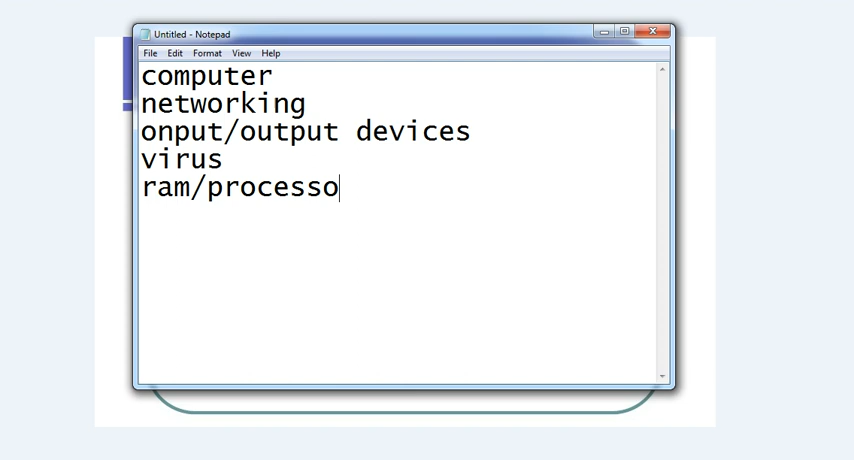 Untitled - Notepad
File Edit Format View Help
computer
networking
onput/output devices
virus
ram/processo